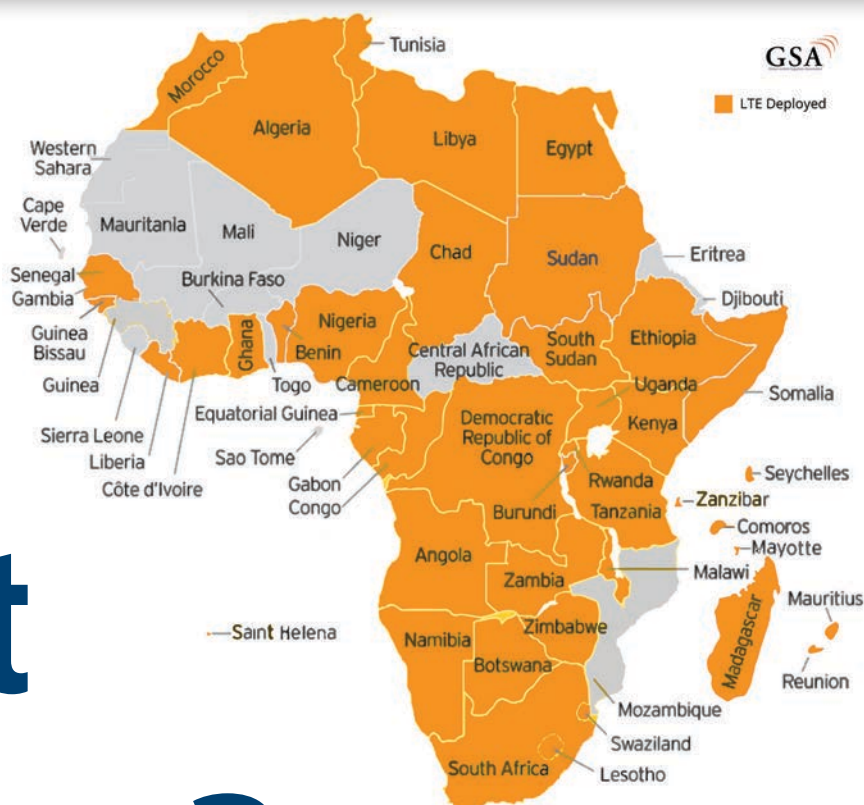 GSA
LTE Deployed
Tunisia
Morocco
Algeria
Libya
Egypt
Western
Sahara
Cape
Verde
Mauritania
Mali
Niger
Chad
Sudan
Eritrea
Senegal
Gambia
Burkina Faso
Djibouti
Guinea
Bissau
Ghana
Nigeria
Benin
Central African
Republic
South
Sudan
Ethiopia
Guinea
Togo
Cameroon
Uganda
Somalia
Sierra Leone
Equatorial Guinea
Democratic
Republic of
Congo
Kenya
Liberia
Sao Tome
Côte d'Ivoire
Gabon
Congo
Rwanda
Burundi
Tanzania
Seychelles
Zanzibar
Comoros
Mayotte
Angola
Zambia
Malawi
Madagascar
Mauritius
Saint Helena
Namibia
Zimbabwe
Botswana
Reunion
Mozambique
Swaziland
South Africa
Lesotho
t